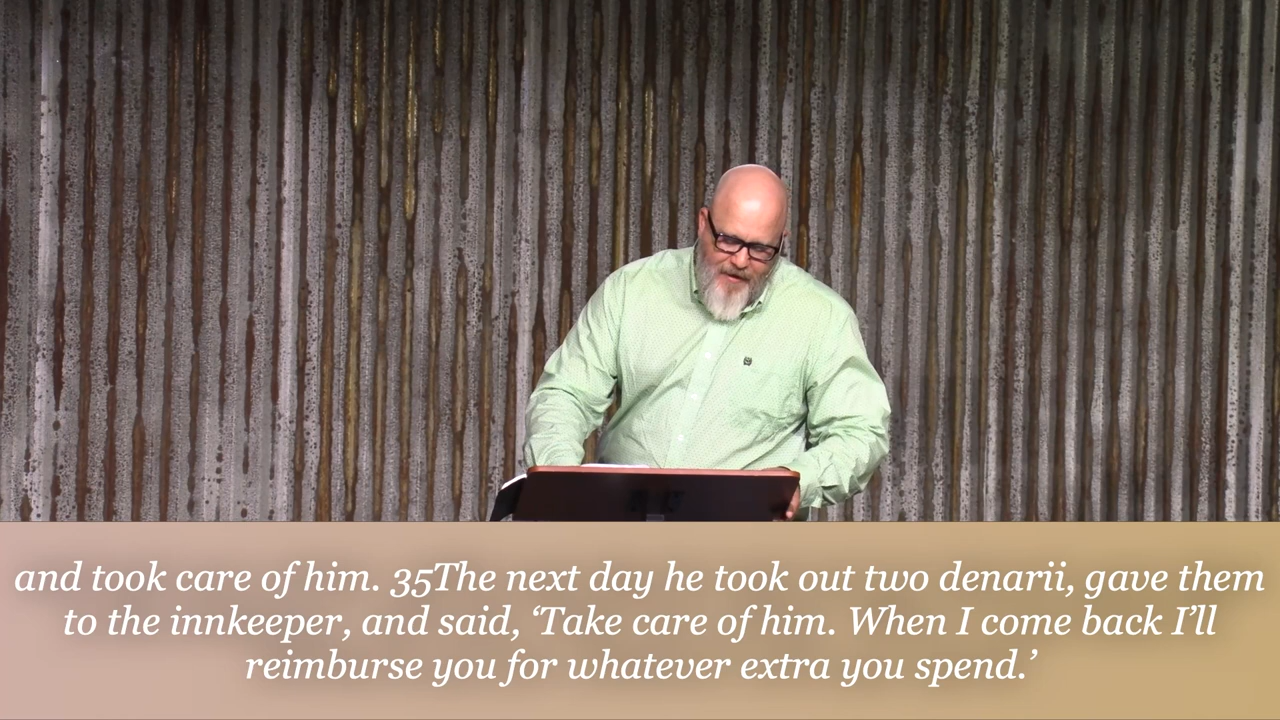 and took care of him. 35The next day he took out two denarii, gave them
to the innkeeper, and said, ‘Take care of him. When I come back I’ll
reimburse you for whatever extra you spend.’